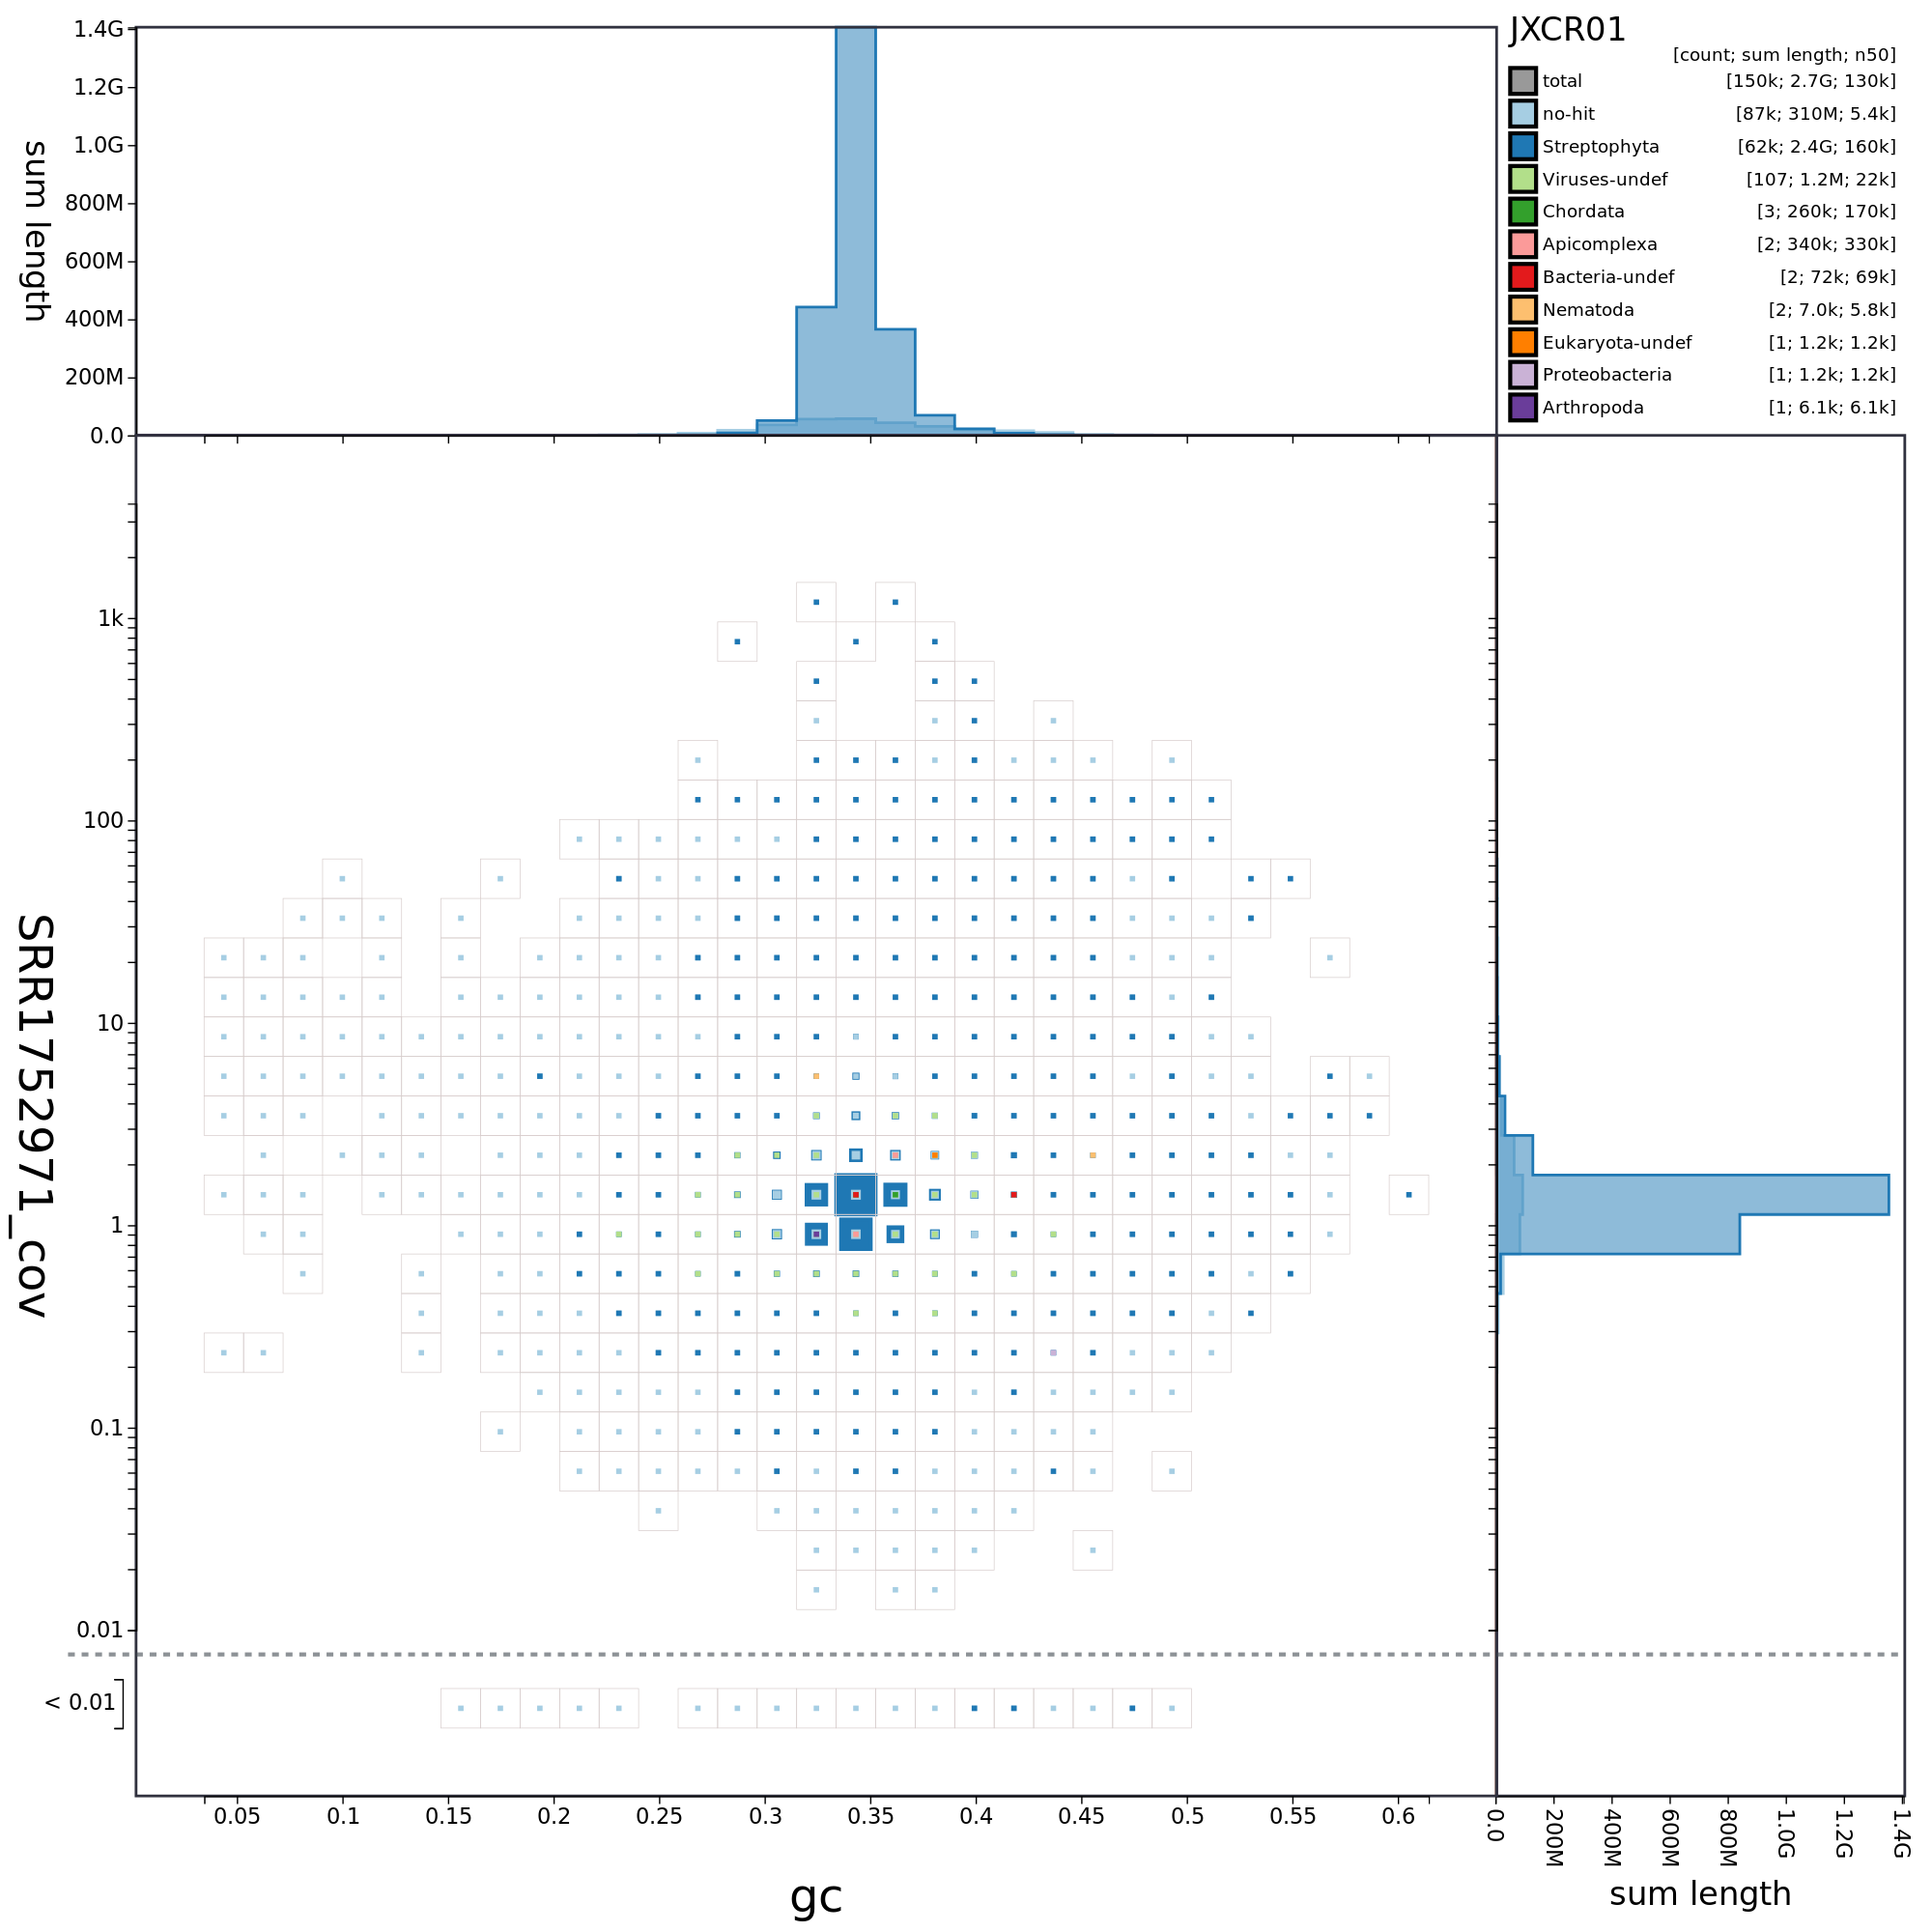 JXCR01
[count; sum length; n50]
total [150k; 2.7G; 130k]
no-hit [87k; 310M; 5.4k]
Streptophyta [62k; 2.4G; 160k]
Viruses-undef [107; 1.2M; 22k]
Chordata [3; 260k; 170k]
Apicomplexa [2; 340k; 330k]
Bacteria-undef [2; 72k; 69k]
Nematoda [2; 7.0k; 5.8k]
Eukaryota-undef [1; 1.2k; 1.2k]
Proteobacteria [1; 1.2k; 1.2k]
Arthropoda [1; 6.1k; 6.1k]
sum length
1.4G
1.2G
1.0G
800M
600M
400M
200M
0.0
SRR1752971_cov
1k
100
10
1
0.1
0.01
< 0.01
0.05 0.1 0.15 0.2 0.25 0.3 0.35 0.4 0.45 0.5 0.55 0.6
gc
0.0 200M 400M 600M 800M 1.0G 1.2G 1.4G
sum length